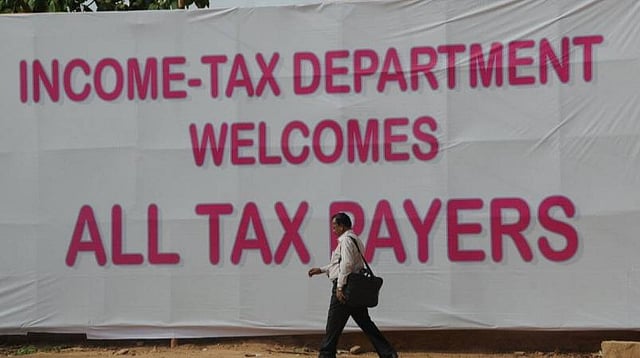 INCOME-TAX DEPARTMENT
WELCOMES
ALL TAX PAYERS